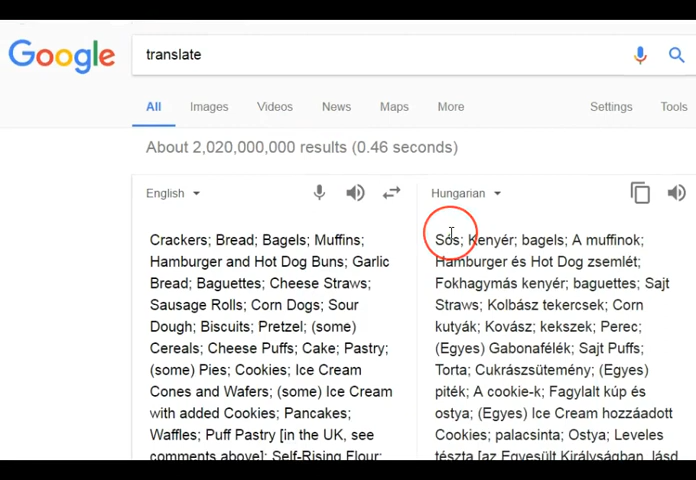 Google
translate
All Images Videos News Maps More Settings Tools
About 2,020,000,000 results (0.46 seconds)
English
Crackers; Bread; Bagels; Muffins;
Hamburger and Hot Dog Buns; Garlic
Bread; Baguettes; Cheese Straws;
Sausage Rolls; Corn Dogs; Sour
Dough; Biscuits; Pretzel; (some)
Cereals; Cheese Puffs; Cake; Pastry;
(some) Pies; Cookies; Ice Cream
Cones and Wafers; (some) Ice Cream
with added Cookies; Pancakes;
Waffles; Puff Pastry [in the UK, see
comments above]; Self-Rising Flour;
Hungarian
Sós; Kenyér; bagels; A muffinok;
Hamburger és Hot Dog zsemlét;
Fokhagymás kenyér; baguettes; Sajt
Straws; Kolbász tekercsek; Corn
kutyák; Kovász; kekszek; Perec;
(Egyes) Gabonafélék; Sajt Puffs;
Torta; Cukrászsütemény; (Egyes)
piték; A cookie-k; Fagylalt kúp és
ostya; (Egyes) Ice Cream hozzáadott
Cookies; palacsinta; Ostya; Leveles
tészta [az Egyesült Királyságban, lásd